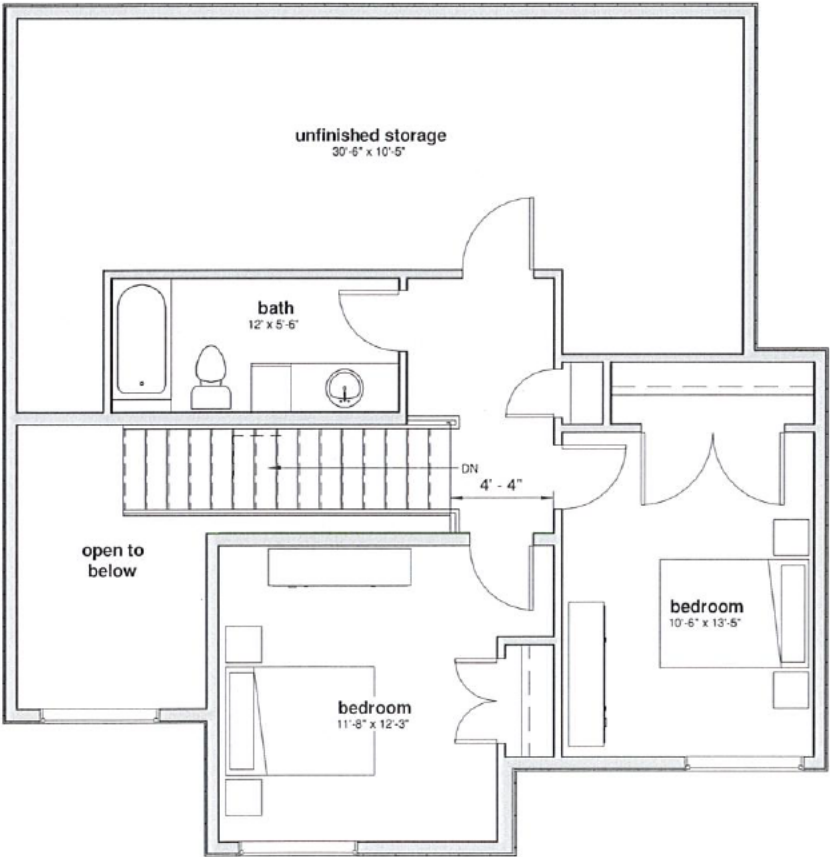 unfinished storage
30'-6" x 10'-5"
bath
12' x 5'-6"
DN
4' - 4"
open to
below
bedroom
10'-6" x 13'-5"
bedroom
11'-8" x 12'-3"